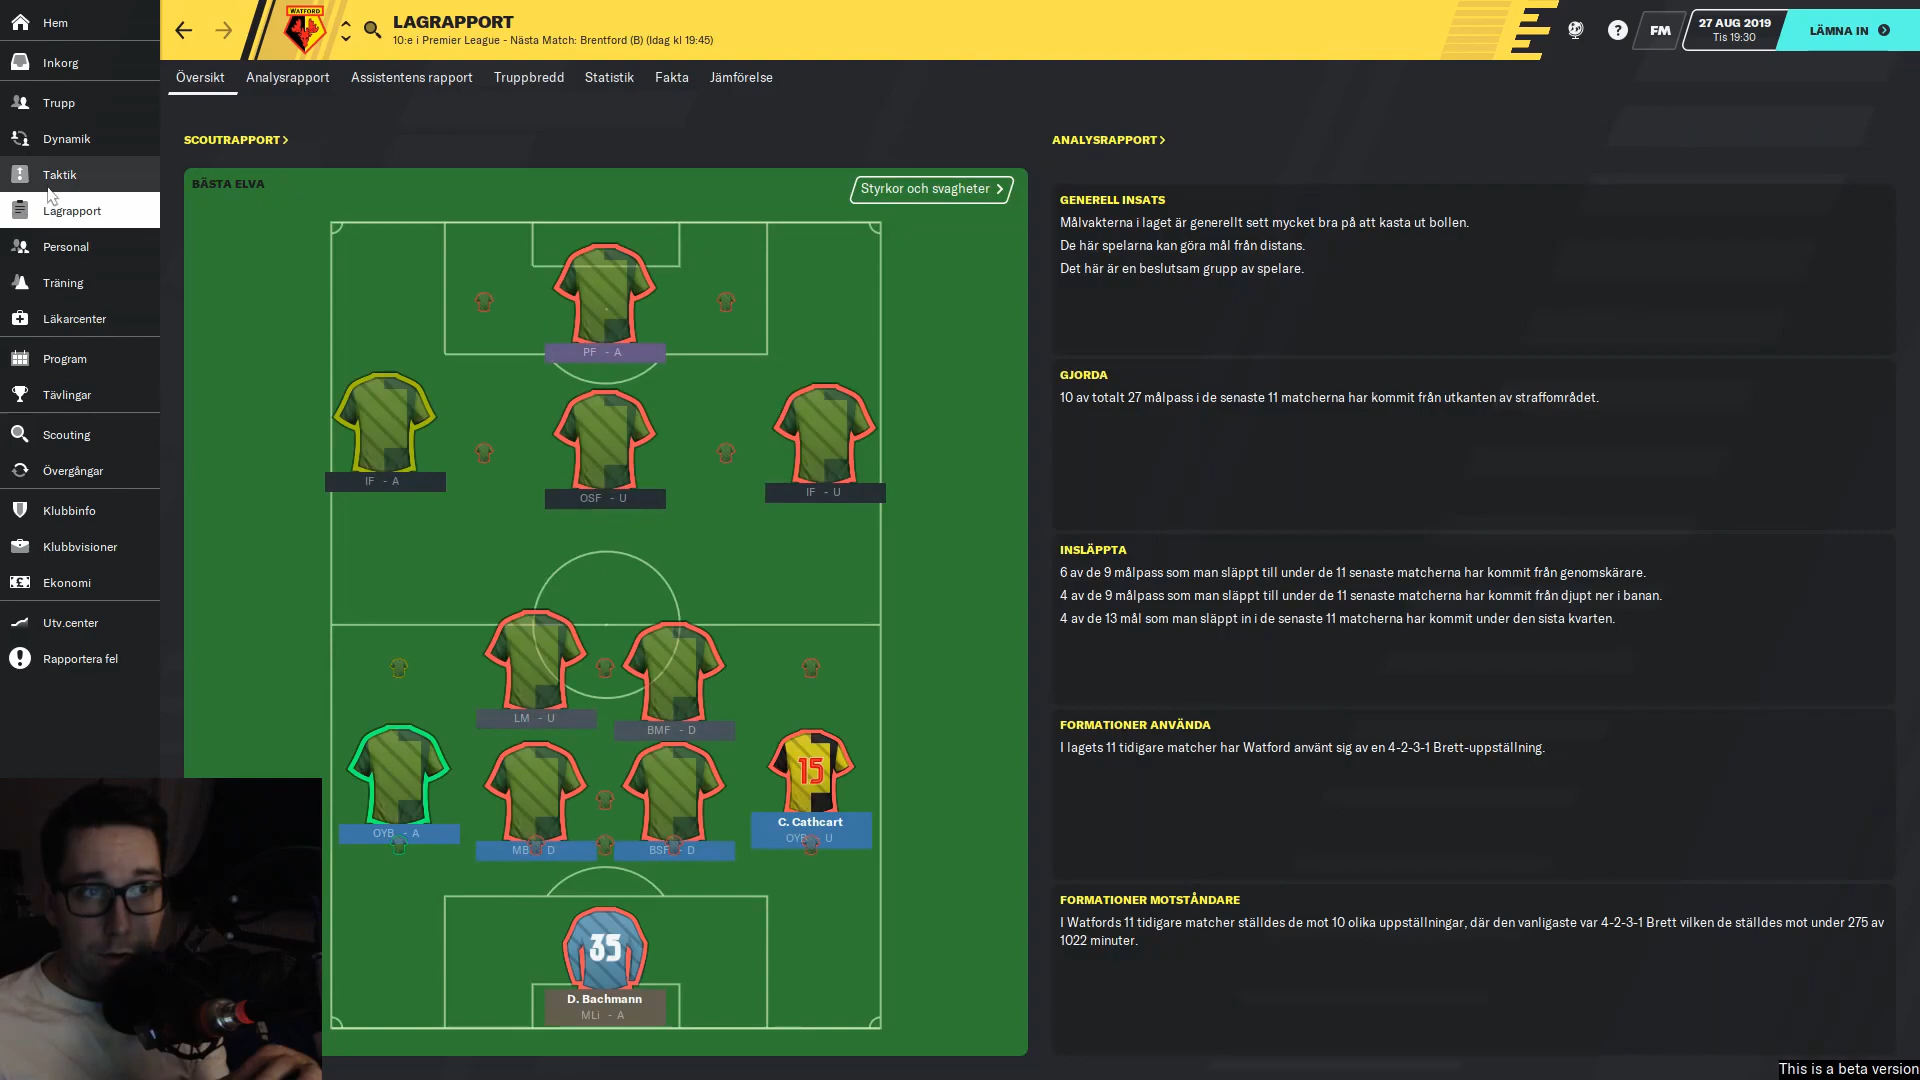 Hem
Inkorg
Trupp
Dynamik
Taktik
Lagrapport
Personal
Träning
Läkarcenter
Program
Tävlingar
Scouting
Övergångar
Klubbinfo
Klubbvisioner
Ekonomi
Utv.center
Rapportera fel
WATFORD
LAGRAPPORT
10:e i Premier League - Nästa Match: Brentford (B) (Idag kl 19:45)
?
FM
27 AUG 2019
Tis 19:30
LÄMNA IN
Översikt
Analysrapport
Assistentens rapport
Truppbredd
Statistik
Fakta
Jämförelse
SCOUTRAPPORT
BÄSTA ELVA
Styrkor och svagheter
PF - A
IF - A
OSF - U
IF - U
LM - U
BMF - D
OYB - A
MB D
BSF D
15
C. Cathcart
OYB U
35
D. Bachmann
MLi - A
ANALYSRAPPORT
GENERELL INSATS
Målvakterna i laget är generellt sett mycket bra på att kasta ut bollen.
De här spelarna kan göra mål från distans.
Det här är en beslutsam grupp av spelare.
GJORDA
10 av totalt 27 målpass i de senaste 11 matcherna har kommit från utkanten av straffområdet.
INSLÄPPTA
6 av de 9 målpass som man släppt till under de 11 senaste matcherna har kommit från genomskärare.
4 av de 9 målpass som man släppt till under de 11 senaste matcherna har kommit från djupt ner i banan.
4 av de 13 mål som man släppt in i de senaste 11 matcherna har kommit under den sista kvarten.
FORMATIONER ANVÄNDA
I lagets 11 tidigare matcher har Watford använt sig av en 4-2-3-1 Brett-uppställning.
FORMATIONER MOTSTÅNDARE
I Watfords 11 tidigare matcher ställdes de mot 10 olika uppställningar, där den vanligaste var 4-2-3-1 Brett vilken de ställdes mot under 275 av
1022 minuter.
This is a beta version